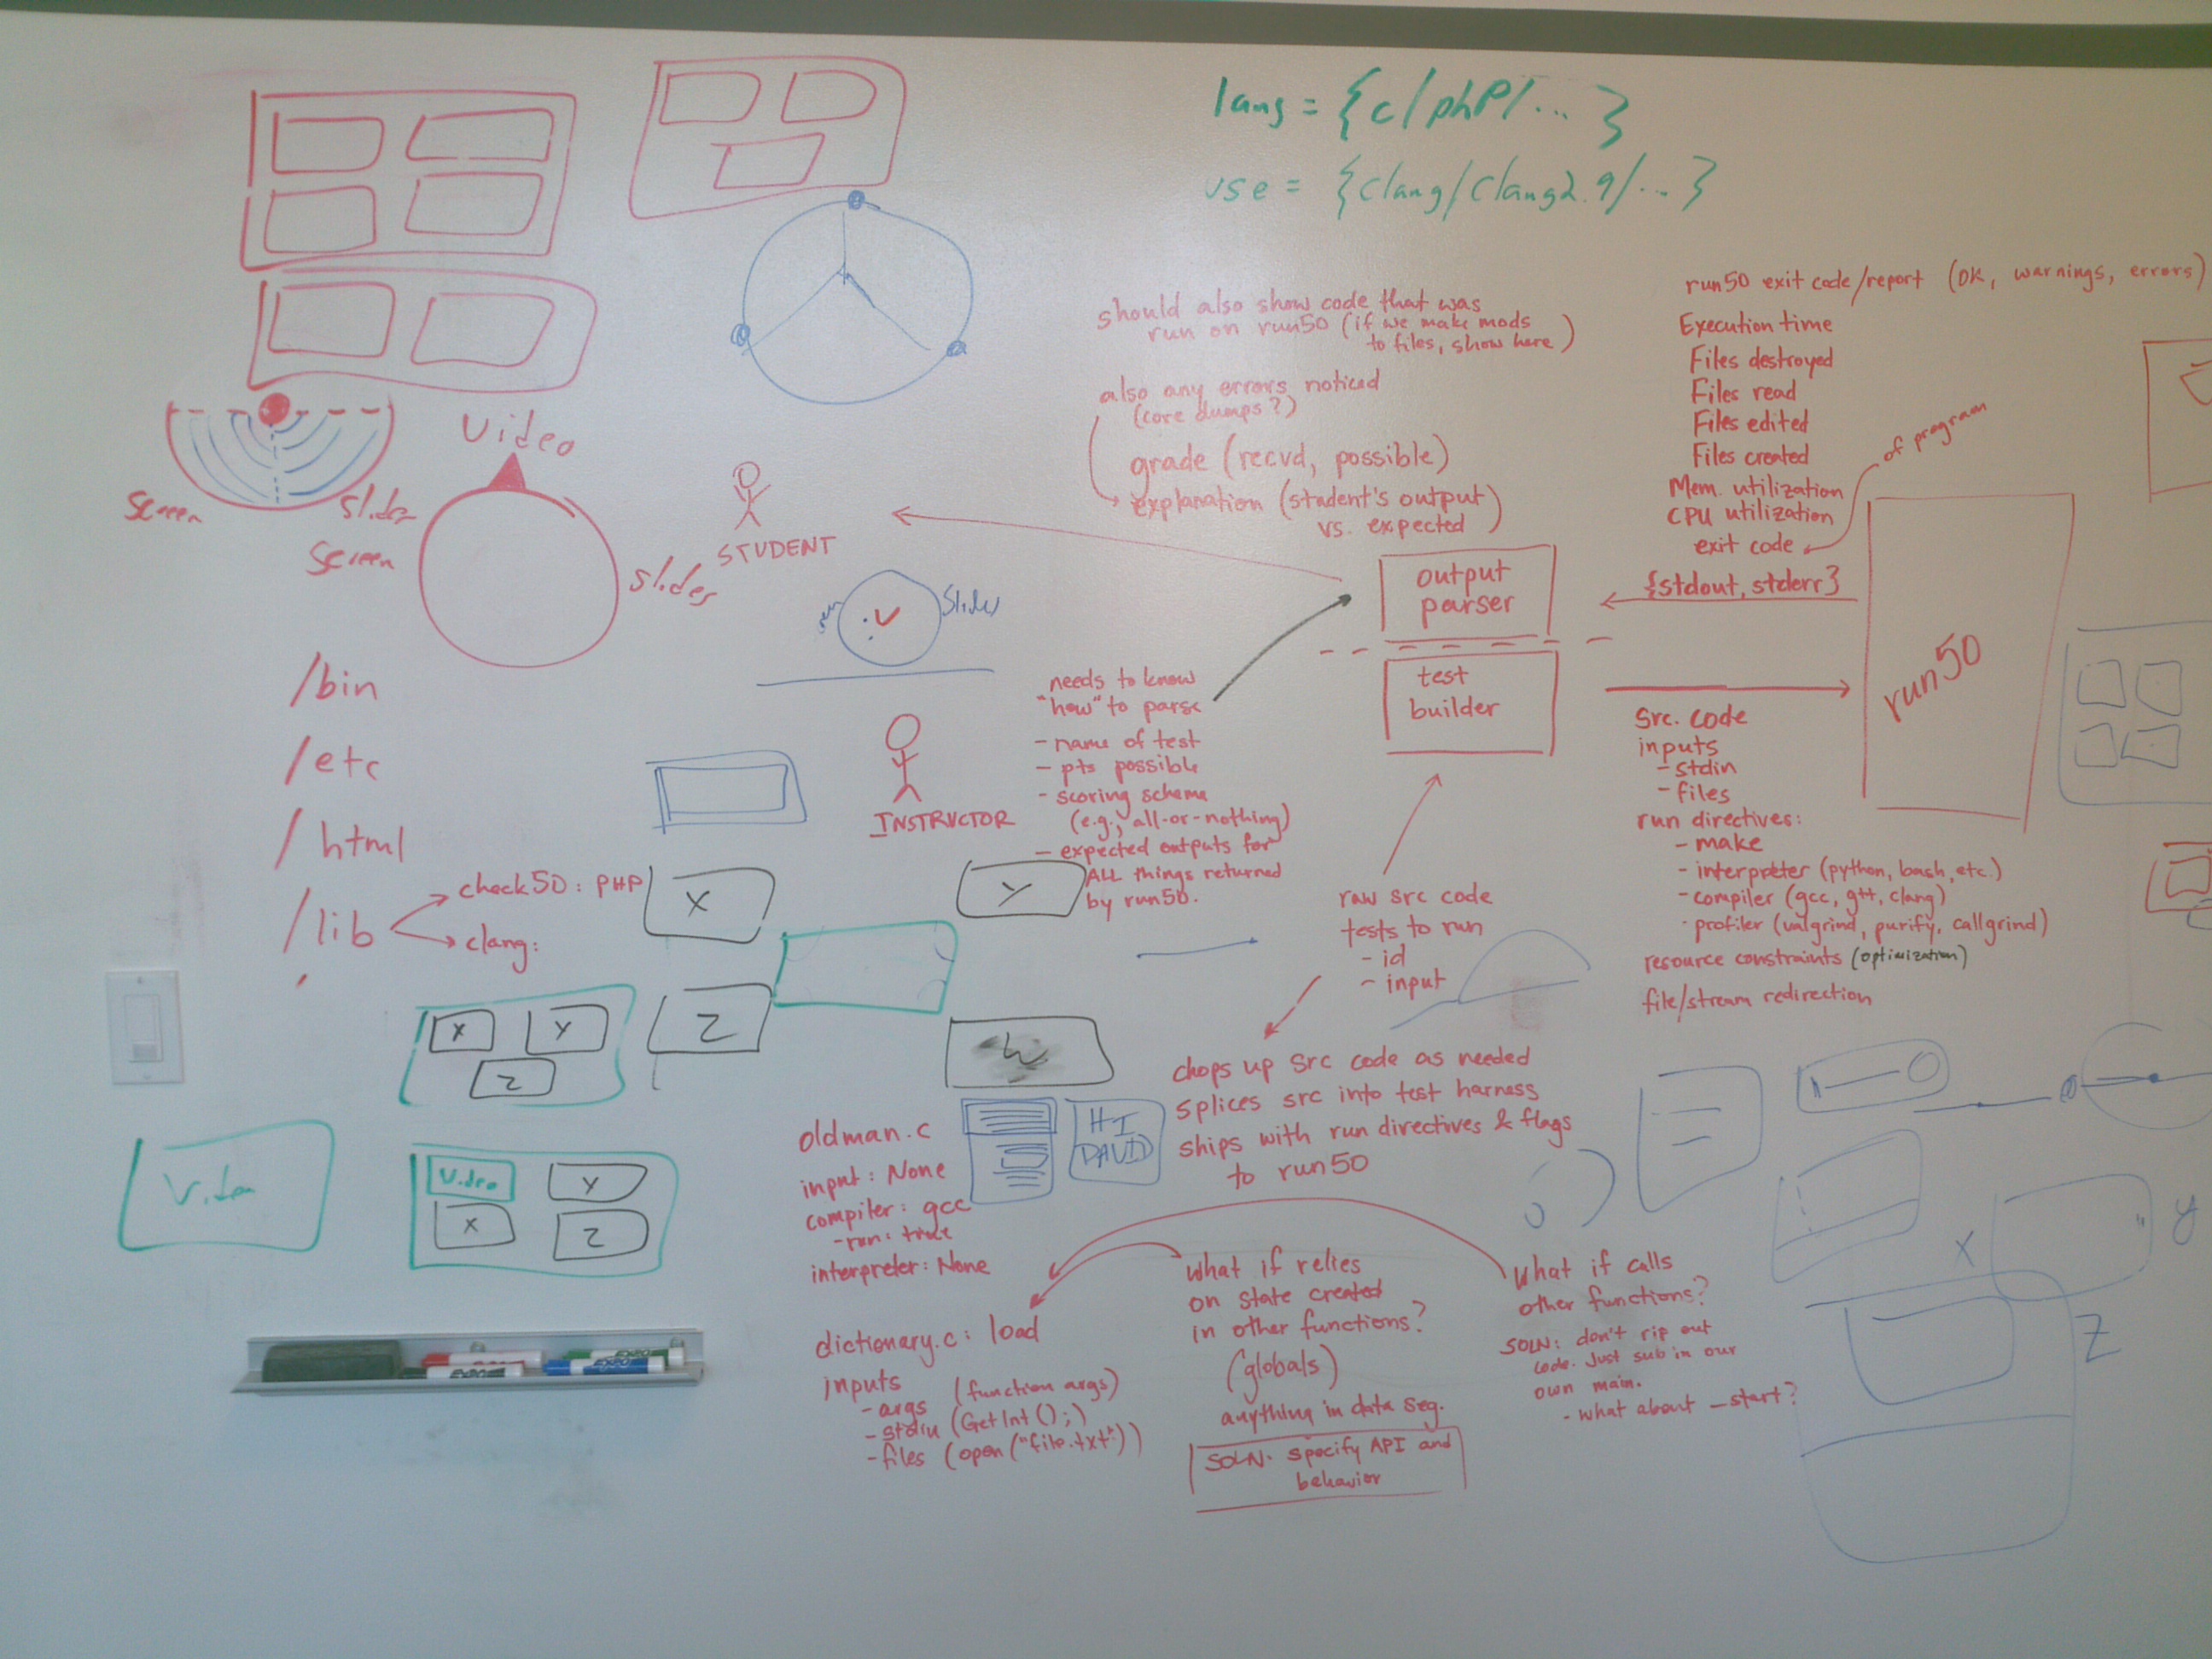 lang = {c/php/...}
use = {clang/clang2.9/...}
Video
screen
slides
screen
slides
STUDENT
Slides
/bin
/etc
/html
/lib
check50: PHP
clang:
INSTRUCTOR
should also show code that was
run on run50 (if we make mods
to files, show here)
also any errors noticed
(core dumps?)
grade (recvd, possible)
explanation (student's output
vs. expected)
output
parser
test
builder
needs to know
"how" to parse
- name of test
- pts possible
- scoring schema
(e.g., all-or-nothing)
- expected outputs for
ALL things returned
by run50.
run50 exit code/report (OK, warnings, errors)
Execution time
Files destroyed
Files read
Files edited
Files created
Mem. utilization
CPU utilization
exit code
of program
{stdout, stderr}
run50
src. code
inputs
- stdin
- files
run directives:
- make
- interpreter (python, bash, etc.)
- compiler (gcc, g++, clang)
- profiler (valgrind, purify, callgrind)
resource constraints (optimization)
file/stream redirection
raw src code
tests to run
- id
- input
chops up src code as needed
splices src into test harness
ships with run directives & flags
to run50
X
Y
Z
X
Y
Z
Video
Video
Y
X
Z
HI
DAVID
oldman.c
input: None
compiler: gcc
- run: true
interpreter: None
dictionary.c: load
inputs
- args (function args)
- stdin (GetInt();)
- files (open("file.txt"))
what if relies
on state created
in other functions?
(globals)
anything in data seg.
SOLN: specify API and
behavior
What if calls
other functions?
SOLN: don't rip out
code. Just sub in our
own main.
- what about _start?
X
y
Z